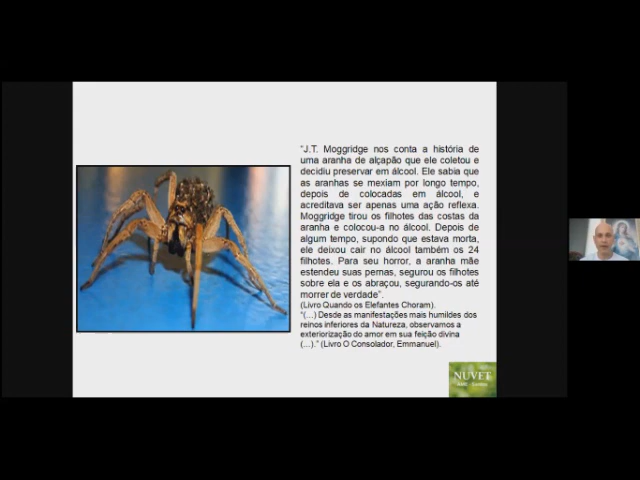 "J.T. Moggridge nos conta a história de
uma aranha de alçapão que ele coletou e
decidiu preservar em álcool. Ele sabia que
as aranhas se mexiam por longo tempo,
depois de colocadas em álcool, e
acreditava ser apenas uma ação reflexa.
Moggridge tirou os filhotes das costas da
aranha e colocou-a no álcool. Depois de
algum tempo, supondo que estava morta,
ele deixou cair no álcool também os 24
filhotes. Para seu horror, a aranha mãe
estendeu suas pernas, segurou os filhotes
sobre ela e os abraçou, segurando-os até
morrer de verdade".
(Livro Quando os Elefantes Choram).
"(...) Desde as manifestações mais humildes dos
reinos inferiores da Natureza, observamos a
exteriorização do amor em sua feição divina
(...)." (Livro O Consolador, Emmanuel).
NUVET